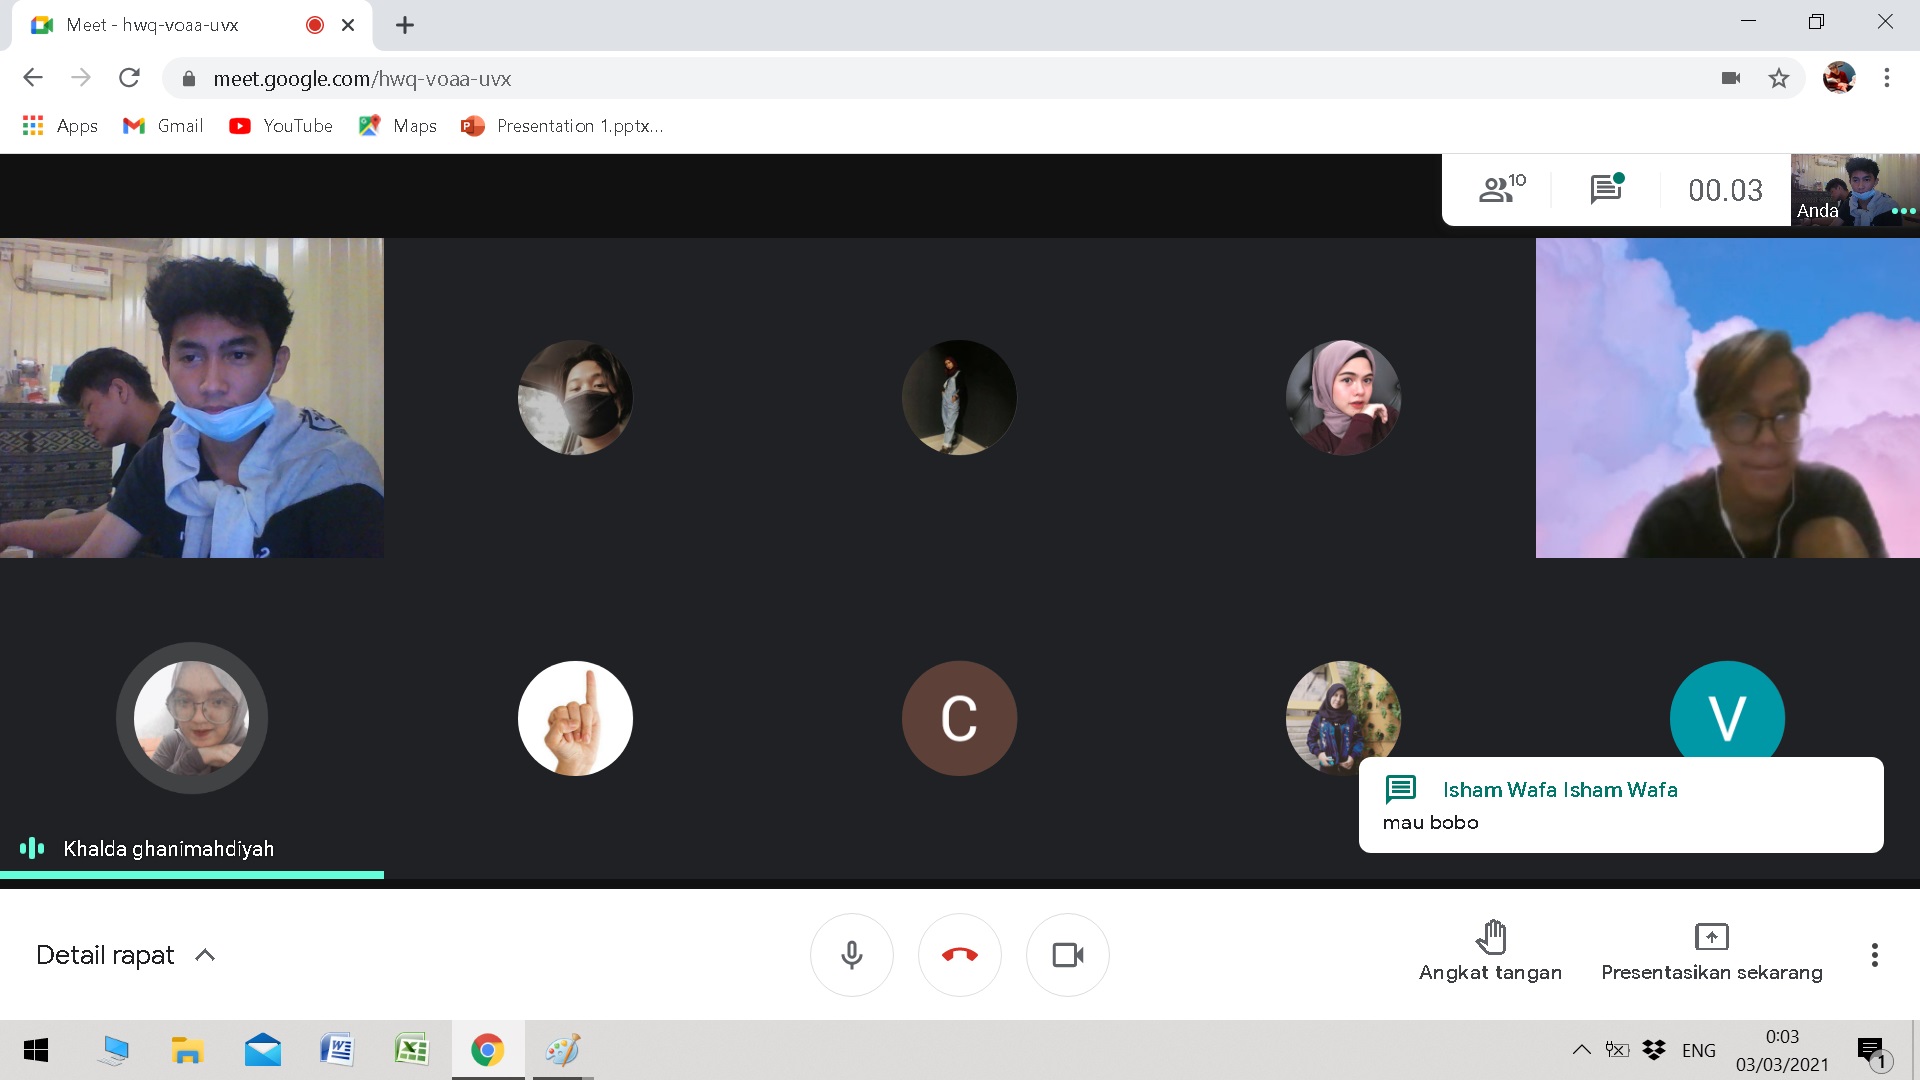 Meet - hwq-voaa-uvx
meet.google.com/hwq-voaa-uvx
Apps Gmail YouTube Maps Presentation 1.pptx...
10 00.03
Anda
C
V
Isham Wafa Isham Wafa
mau bobo
Khalda ghanimahdiyah
Detail rapat
Angkat tangan
Presentasikan sekarang
ENG
0:03
03/03/2021
1